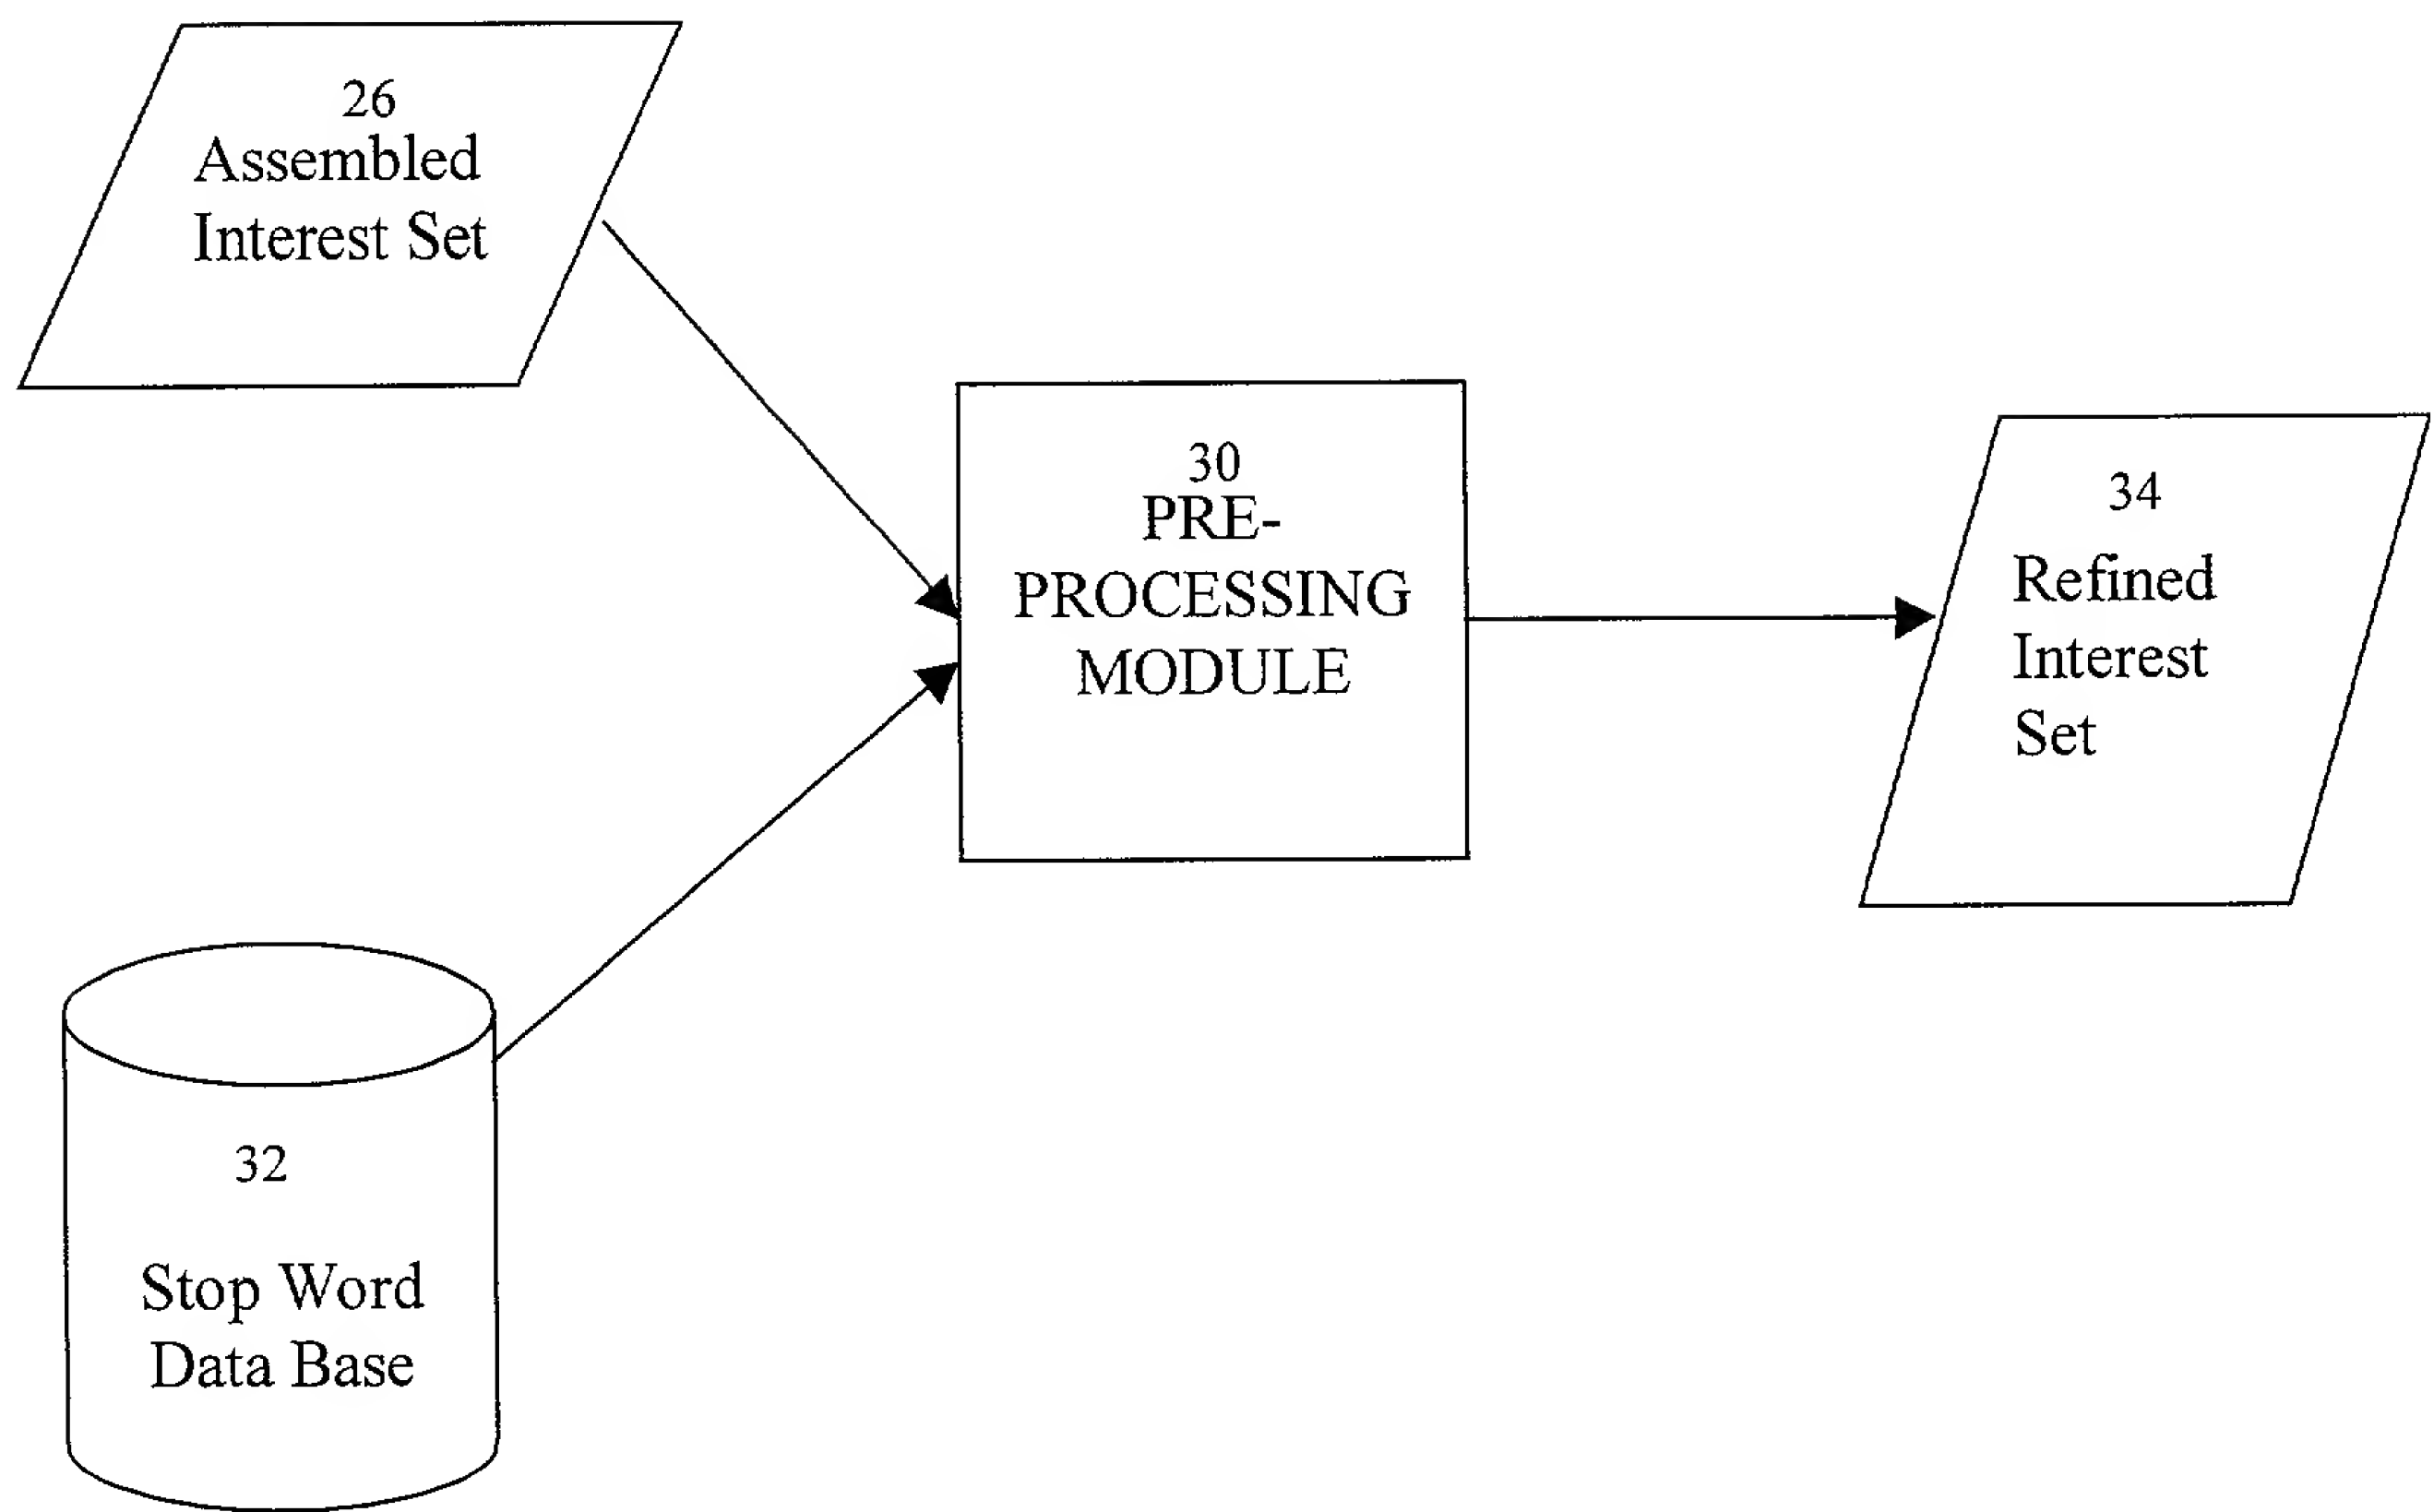 26
Assembled
Interest Set
30
PRE-
PROCESSING
MODULE
34
Refined
Interest
Set
32
Stop Word
Data Base